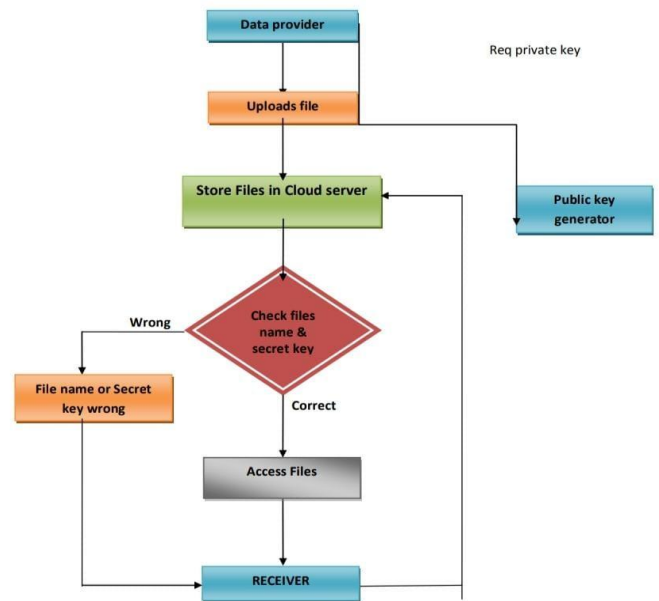 Data provider
Req private key
Uploads file
Store Files in Cloud server
Public key
generator
Check files
name &
secret key
Wrong
File name or Secret
key wrong
Correct
Access Files
RECEIVER